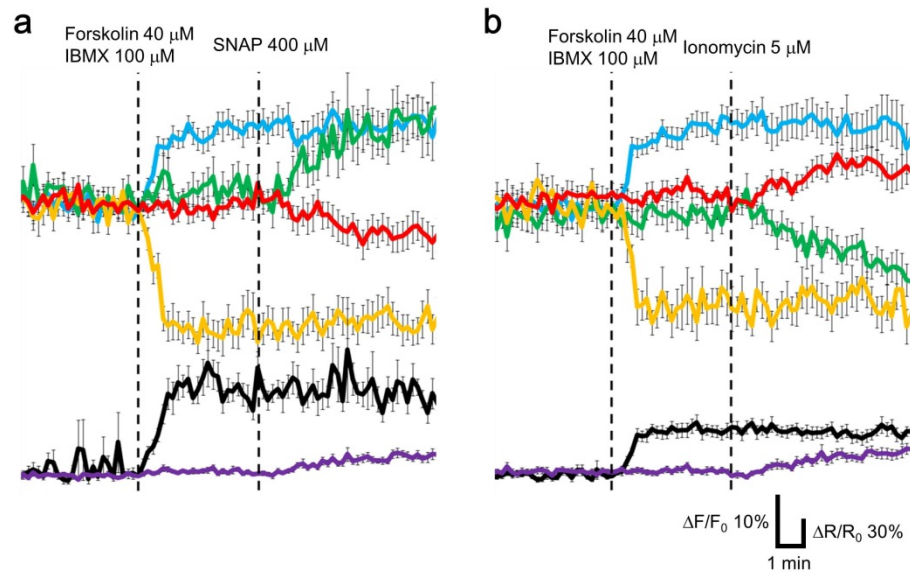 a
Forskolin 40 μM
IBMX 100 μM
SNAP 400 μM
b
Forskolin 40 μM
IBMX 100 μM
Ionomycin 5 μM
ΔF/F₀ 10%
ΔR/R₀ 30%
1 min